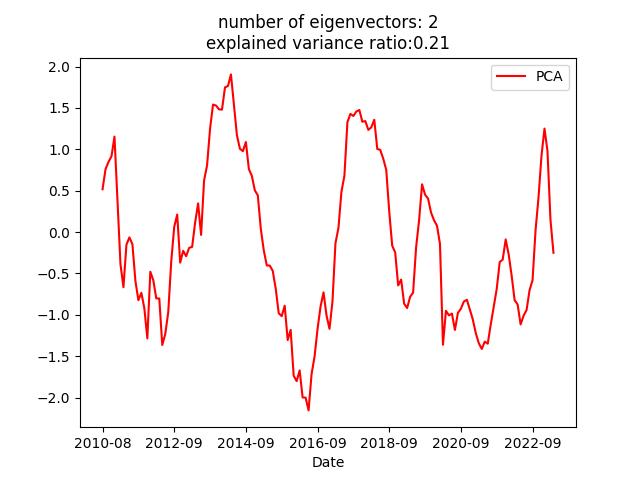 number of eigenvectors: 2
explained variance ratio:0.21
PCA
2.0
1.5
1.0
0.5
0.0
−0.5
−1.0
−1.5
−2.0
2010-08 2012-09 2014-09 2016-09 2018-09 2020-09 2022-09
Date